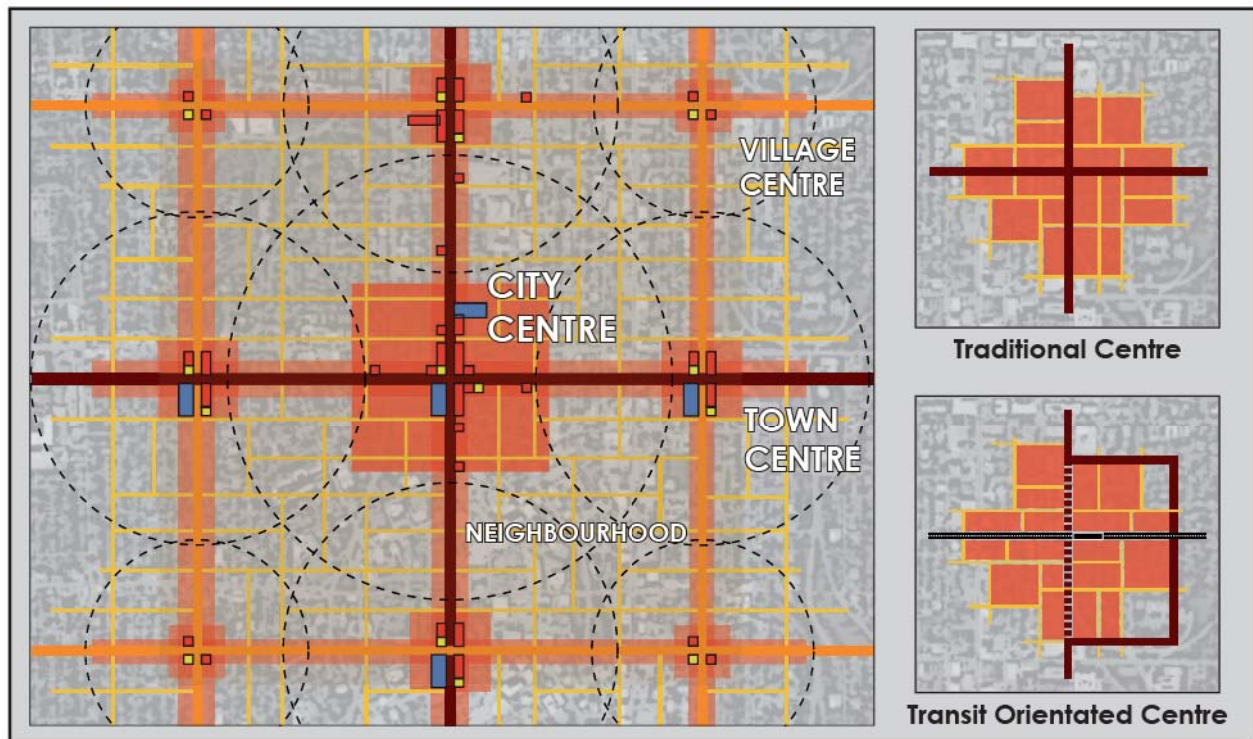 VILLAGE
CENTRE
CITY
CENTRE
TOWN
CENTRE
NEIGHBOURHOOD
Traditional Centre
Transit Orientated Centre